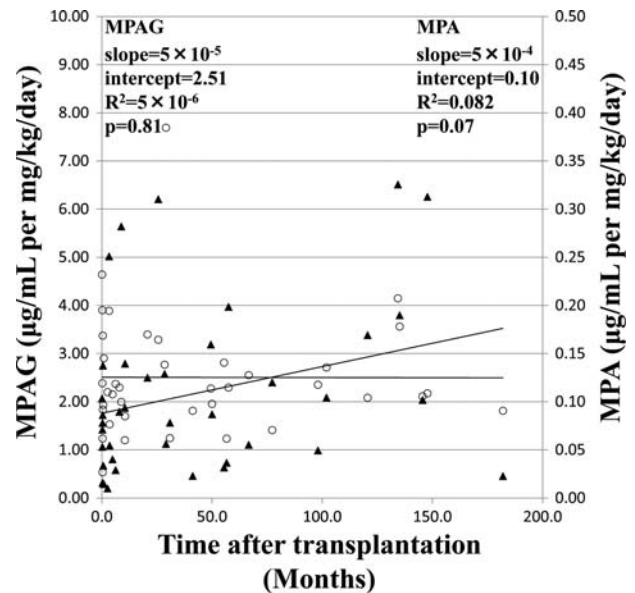 MPAG
slope=5×10-5
intercept=2.51
R2=5×10-6
p=0.81
MPA
slope=5×10-4
intercept=0.10
R2=0.082
p=0.07
10.00
9.00
8.00
7.00
6.00
5.00
4.00
3.00
2.00
1.00
0.00
MPAG (μg/mL per mg/kg/day)
0.50
0.45
0.40
0.35
0.30
0.25
0.20
0.15
0.10
0.05
0.00
MPA (μg/mL per mg/kg/day)
0.0 50.0 100.0 150.0 200.0
Time after transplantation
(Months)